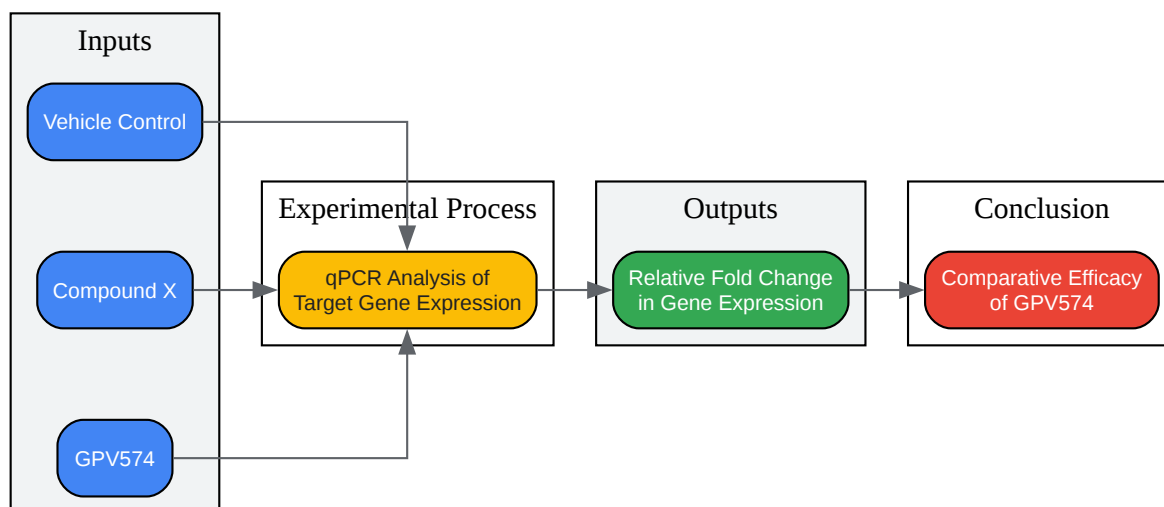 Inputs
Vehicle Control
Compound X
GPV574
Experimental Process
qPCR Analysis of
Target Gene Expression
Outputs
Relative Fold Change
in Gene Expression
Conclusion
Comparative Efficacy
of GPV574